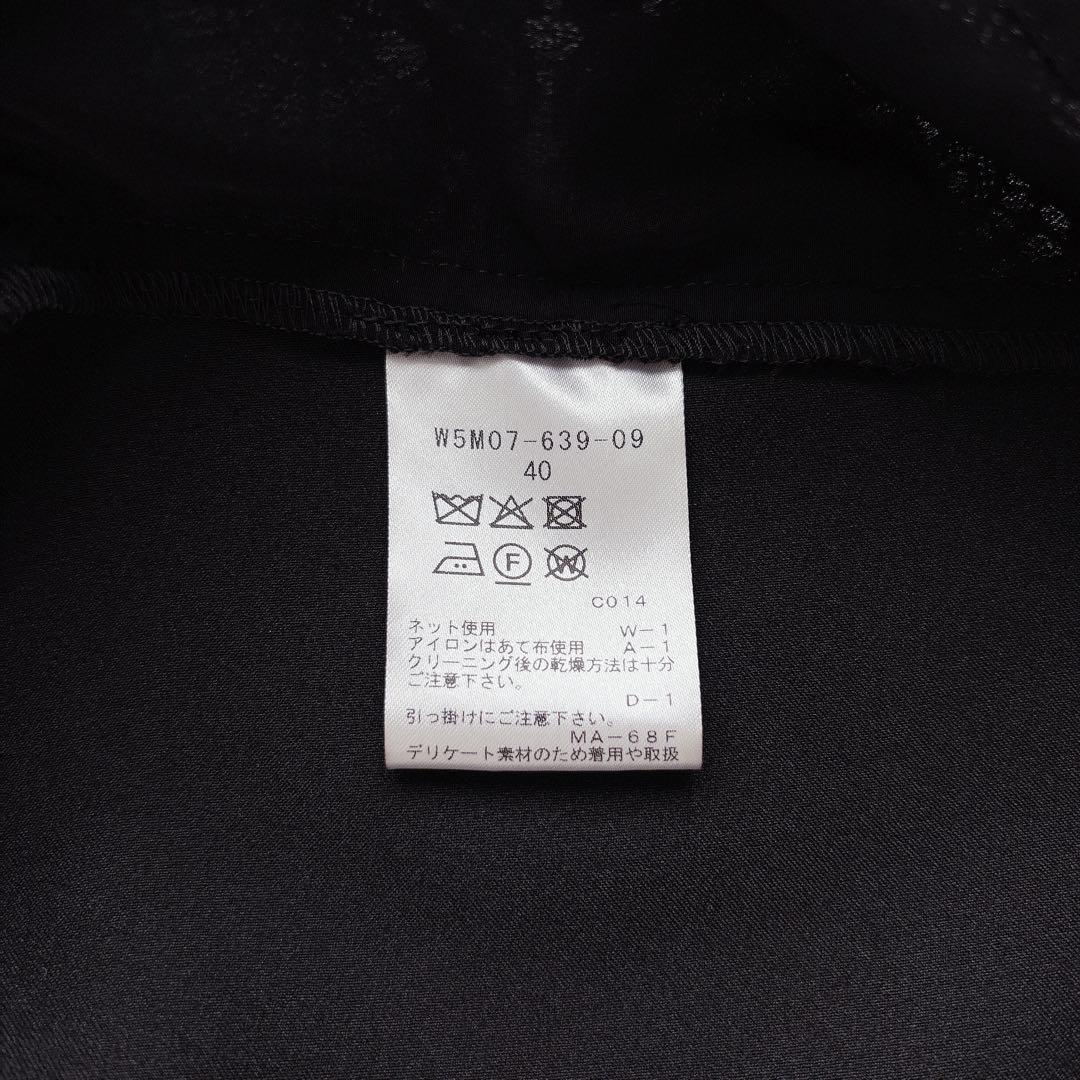 W5M07-639-09
40
F
W
C014
ネット使用 W-1
アイロンはあて布使用 A-1
クリーニング後の乾燥方法は十分
ご注意下さい。
D-1
引っ掛けにご注意下さい。
MA-68F
デリケート素材のため着用や取扱